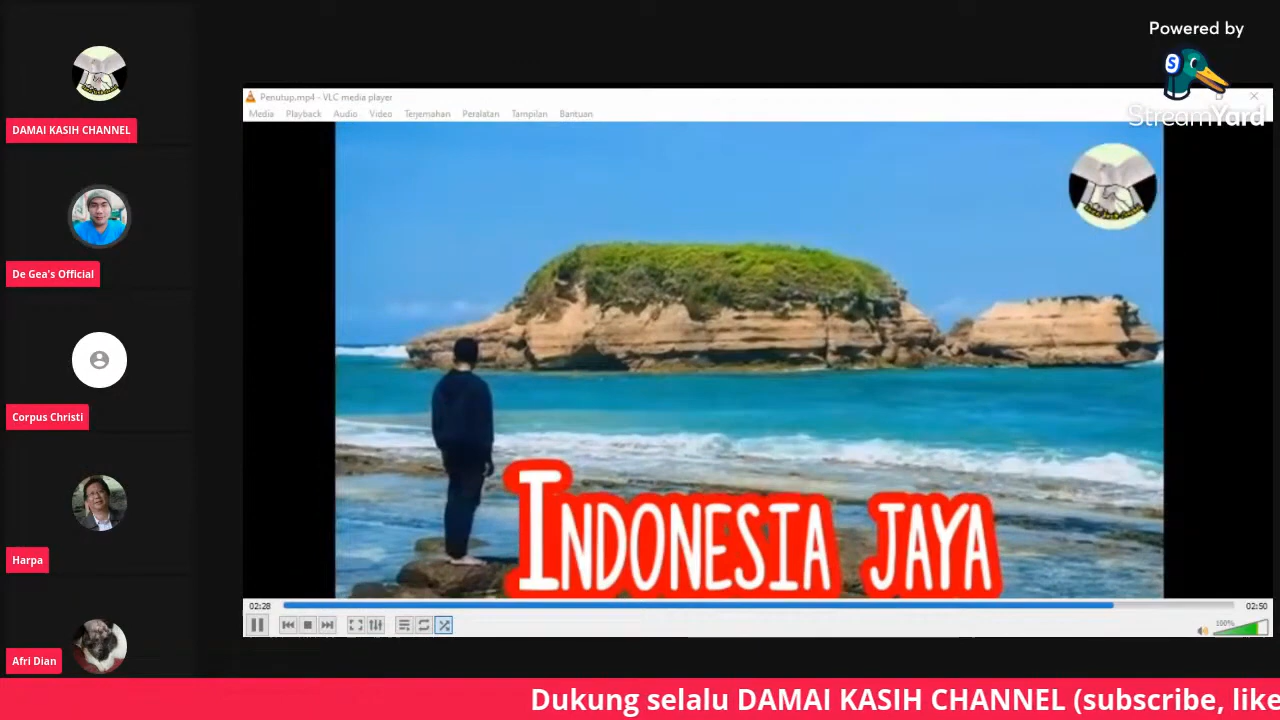 Powered by
StreamYard
DAMAI KASIH CHANNEL
De Gea's Official
Corpus Christi
Harpa
Afri Dian
Penutup.mp4 - VLC media player
Media Playback Audio Video Terjemahan Peralatan Tampilan Bantuan
INDONESIA JAYA
02:28
02:50
100%
Dukung selalu DAMAI KASIH CHANNEL (subscribe, like